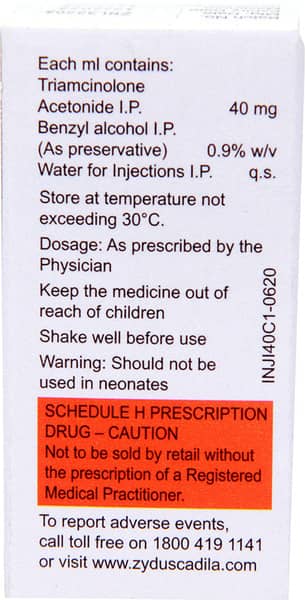 Each ml contains:
Triamcinolone
Acetonide I.P. 40 mg
Benzyl alcohol I.P.
(As preservative) 0.9% w/v
Water for Injections I.P. q.s.
Store at temperature not
exceeding 30°C.
Dosage: As prescribed by the
Physician
Keep the medicine out of
reach of children
Shake well before use
Warning: Should not be
used in neonates
SCHEDULE H PRESCRIPTION
DRUG – CAUTION
Not to be sold by retail without
the prescription of a Registered
Medical Practitioner.
To report adverse events,
call toll free on 1800 419 1141
or visit www.zyduscadila.com
INJI40C1-0620